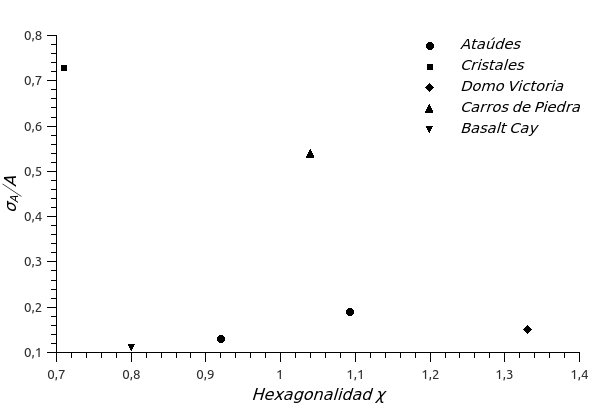 0,8
0,7
0,6
0,5
0,4
0,3
0,2
0,1
σA/A
Ataúdes
Cristales
Domo Victoria
Carros de Piedra
Basalt Cay
0,7 0,8 0,9 1 1,1 1,2 1,3 1,4
Hexagonalidad χ